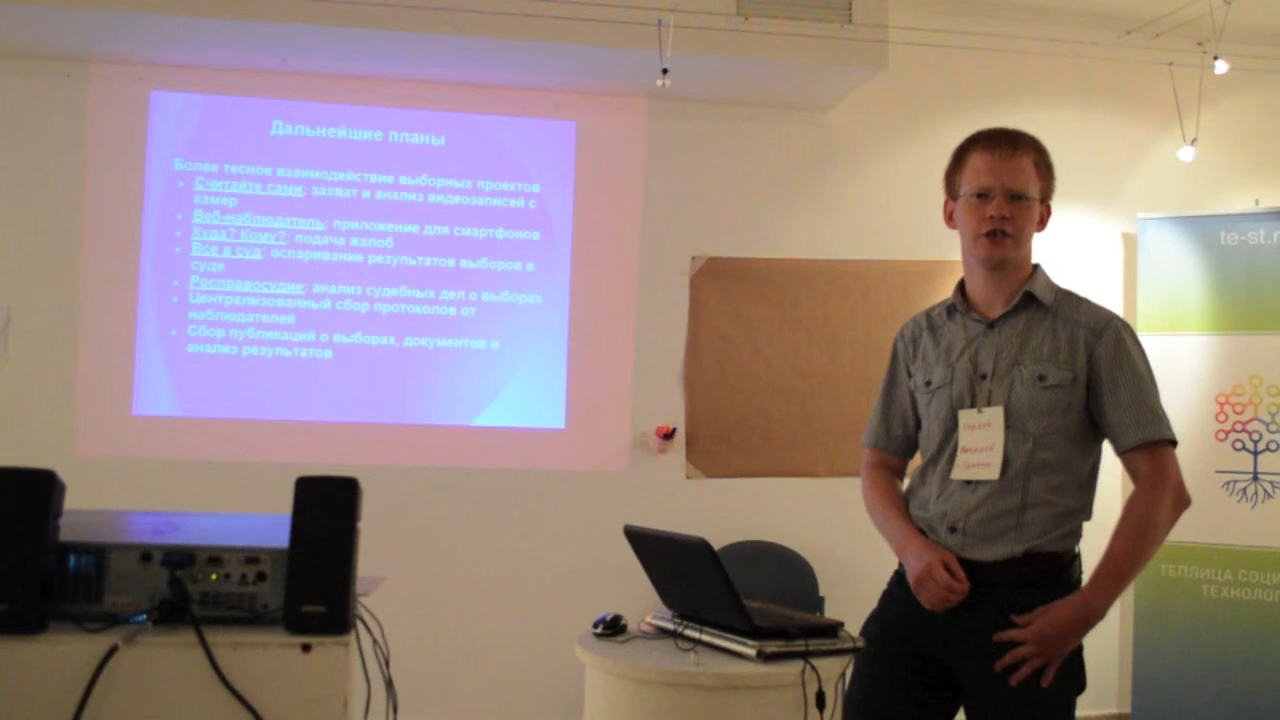 Дальнейшие планы
Более тесное взаимодействие выборных проектов
Считайте сами: захват и анализ видеозаписей с
камер
Веб-наблюдатель: приложение для смартфонов
Куда? Кому?: подача жалоб
Все в суд: оспаривание результатов выборов в
суде
Росправосудие: анализ судебных дел о выборах
Централизованный сбор протоколов от
наблюдателей
Сбор публикаций о выборах, документов и
анализ результатов
te-st.r
ТЕПЛИЦА СОЦИ
ТЕХНОЛОГ